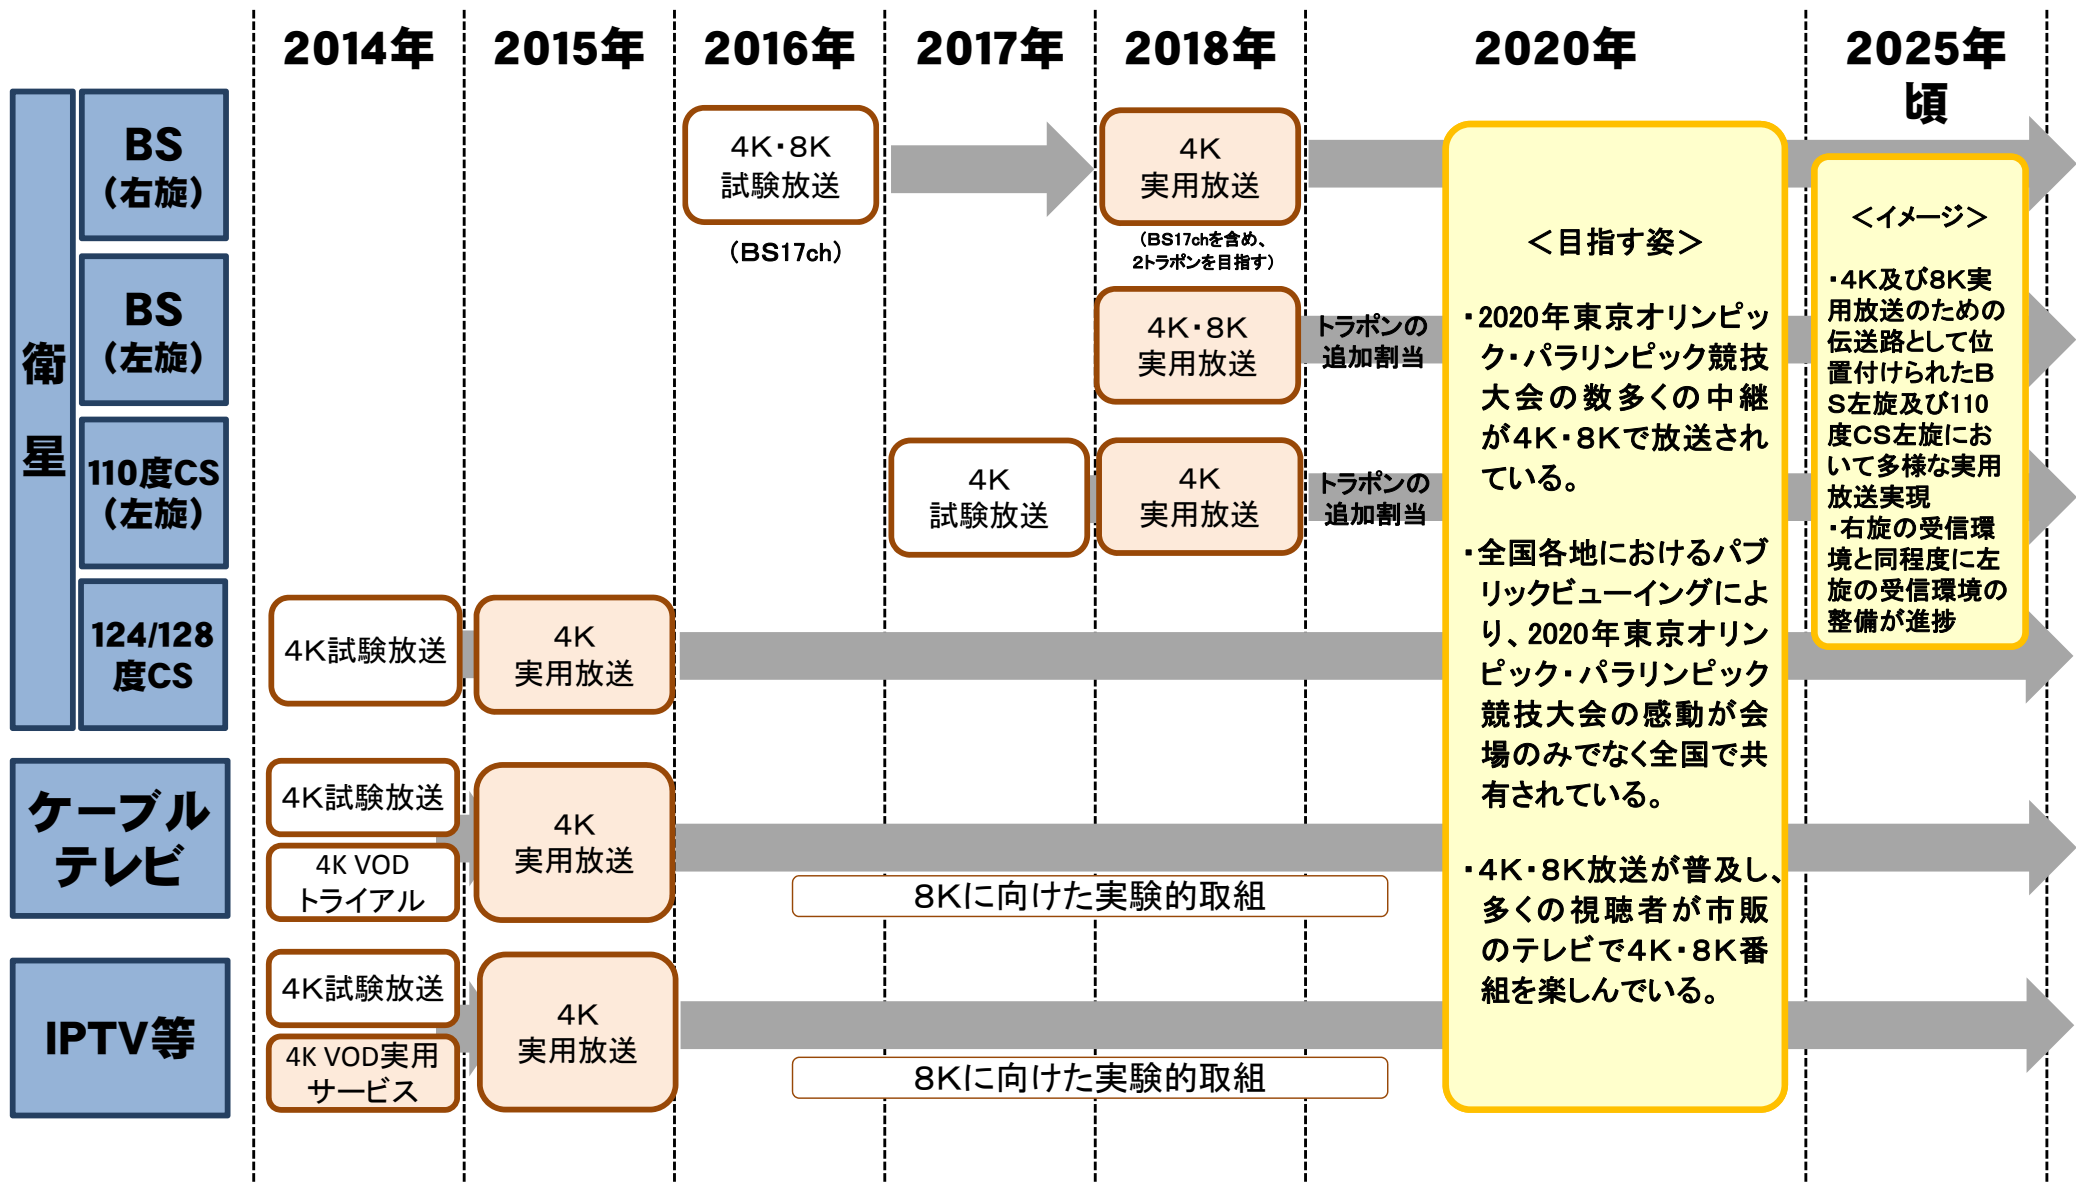 2014年
2015年
2016年
2017年
2018年
2020年
2025年
頃
衛
星
BS
（右旋）
4K・8K
試験放送
（BS17ch）
4K
実用放送
（BS17chを含め、
2トラポンを目指す）
BS
（左旋）
4K・8K
実用放送
トラポンの
追加割当
110度CS
（左旋）
4K
試験放送
4K
実用放送
トラポンの
追加割当
124/128
度CS
4K試験放送
4K
実用放送
ケーブル
テレビ
4K試験放送
4K VOD
トライアル
4K
実用放送
8Kに向けた実験的取組
IPTV等
4K試験放送
4K VOD実用
サービス
4K
実用放送
8Kに向けた実験的取組
＜目指す姿＞
・2020年東京オリンピッ
ク・パラリンピック競技
大会の数多くの中継
が4K・8Kで放送され
ている。
・全国各地におけるパブ
リックビューイングによ
り、2020年東京オリン
ピック・パラリンピック
競技大会の感動が会
場のみでなく全国で共
有されている。
・4K・8K放送が普及し、
多くの視聴者が市販
のテレビで4K・8K番
組を楽しんでいる。
＜イメージ＞
・4K及び8K実
用放送のための
伝送路として位
置付けられたB
S左旋及び110
度CS左旋にお
いて多様な実用
放送実現
・右旋の受信環
境と同程度に左
旋の受信環境の
整備が進捗